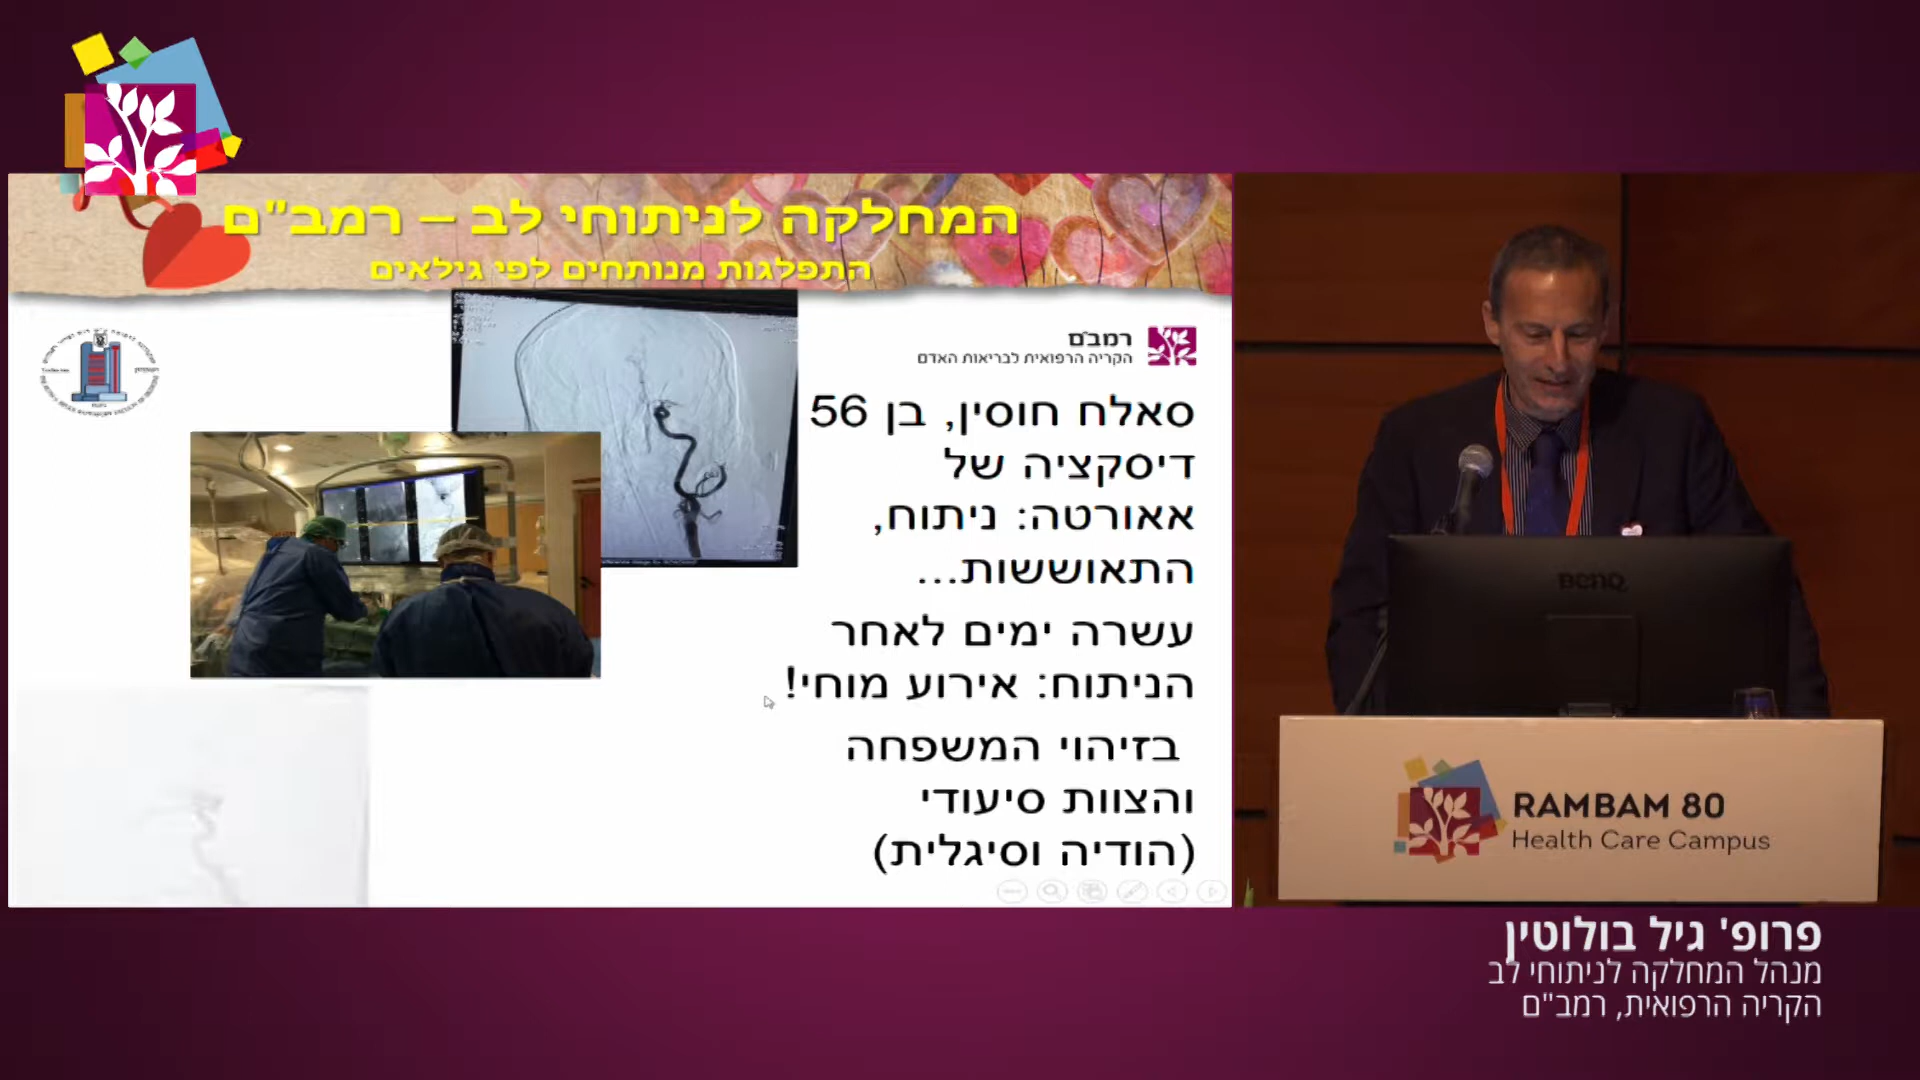 המחלקה לניתוחי לב – רמב"ם
התפלגות מנותחים לפי גילאים
רמב"ם
הקריה הרפואית לבריאות האדם
סאלח חוסין, בן 56
דיסקציה של
אאורטה: ניתוח,
התאוששות...
עשרה ימים לאחר
הניתוח: אירוע מוחי!
בזיהוי המשפחה
והצוות סיעודי
(הודיה וסיגלית)
BenQ
RAMBAM 80
Health Care Campus
פרופ' גיל בולוטין
מנהל המחלקה לניתוחי לב
הקריה הרפואית, רמב"ם